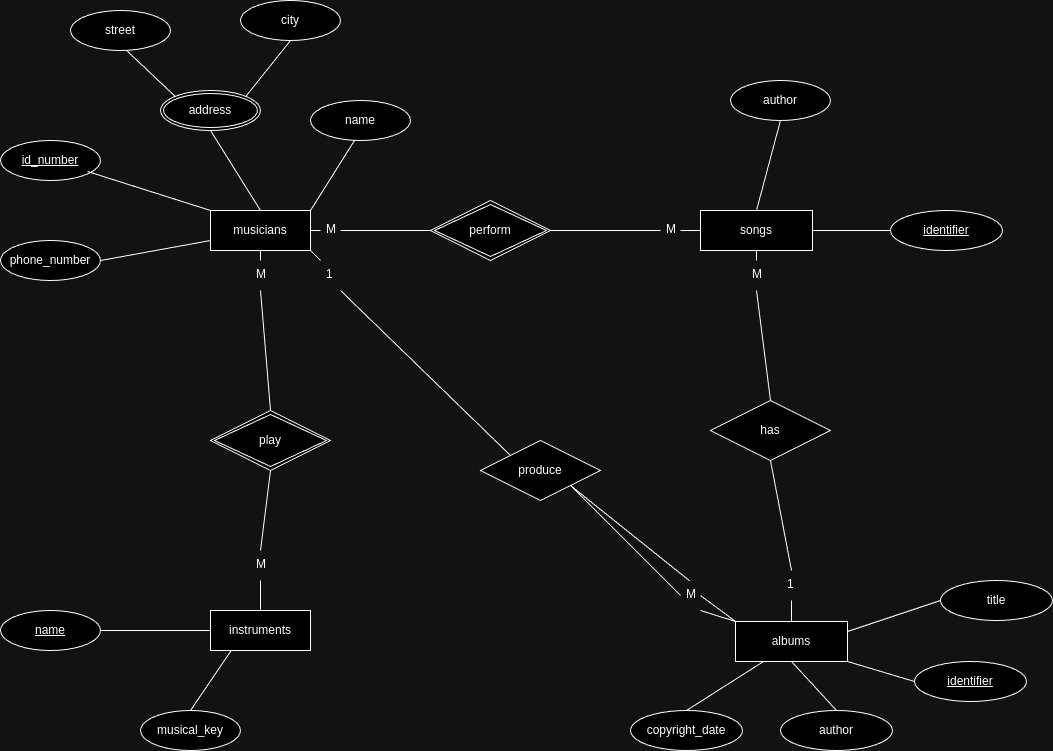 street
city
address
name
author
id_number
musicians
M
perform
M
songs
identifier
phone_number
M
1
M
play
produce
has
M
M
1
name
instruments
albums
title
identifier
musical_key
copyright_date
author